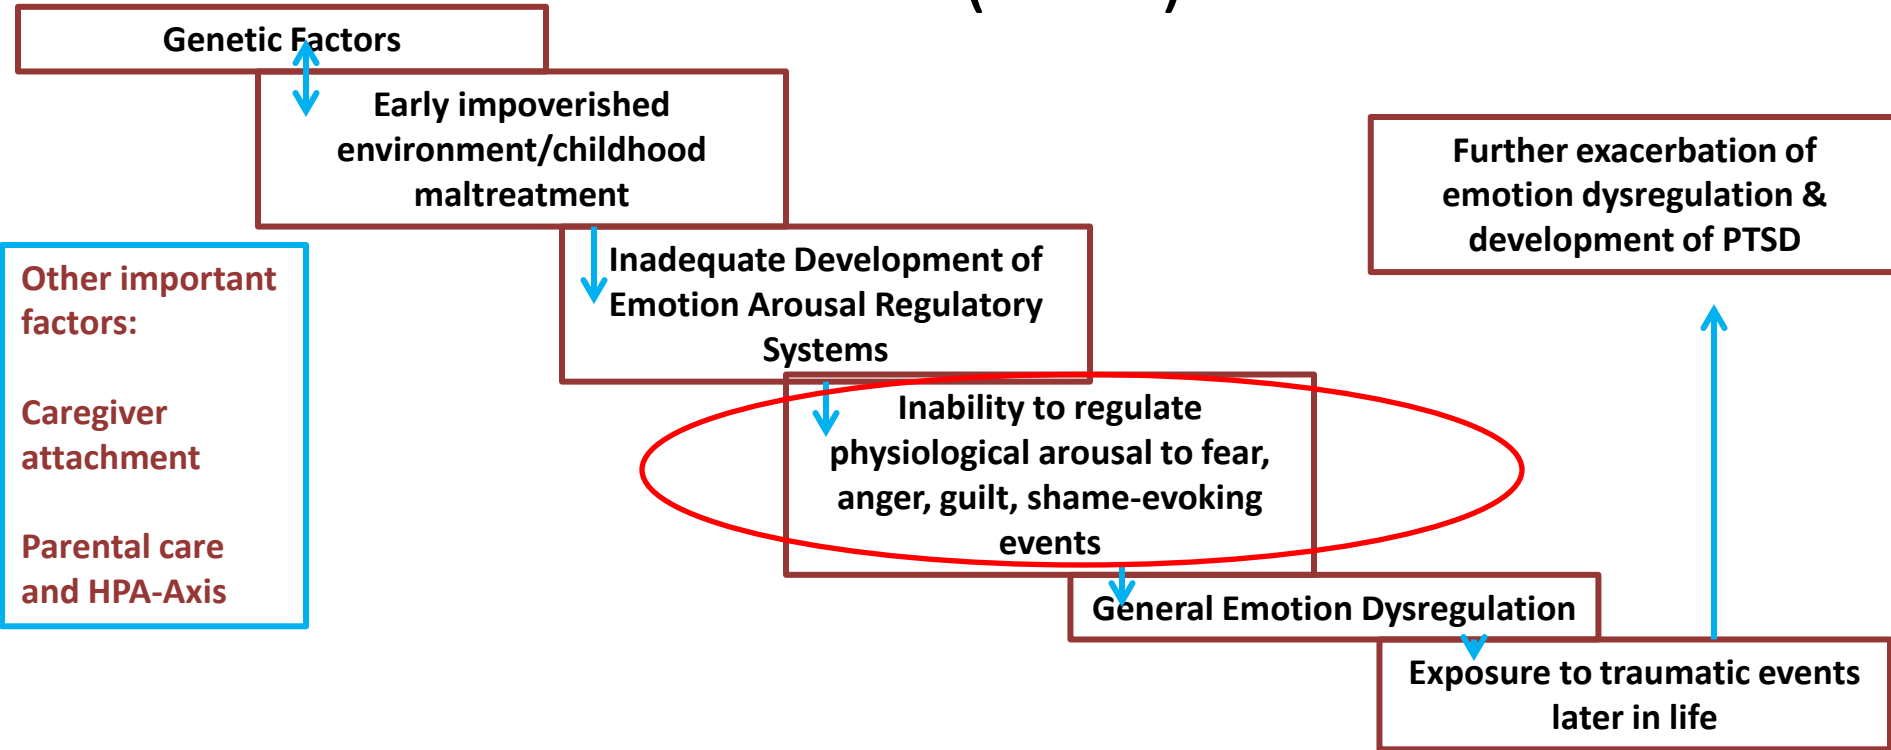 Genetic Factors
Early impoverished
environment/childhood
maltreatment
Further exacerbation of
emotion dysregulation &
development of PTSD
Inadequate Development of
Emotion Arousal Regulatory
Systems
Other important
factors:
Caregiver
attachment
Parental care
and HPA-Axis
Inability to regulate
physiological arousal to fear,
anger, guilt, shame-evoking
events
General Emotion Dysregulation
Exposure to traumatic events
later in life